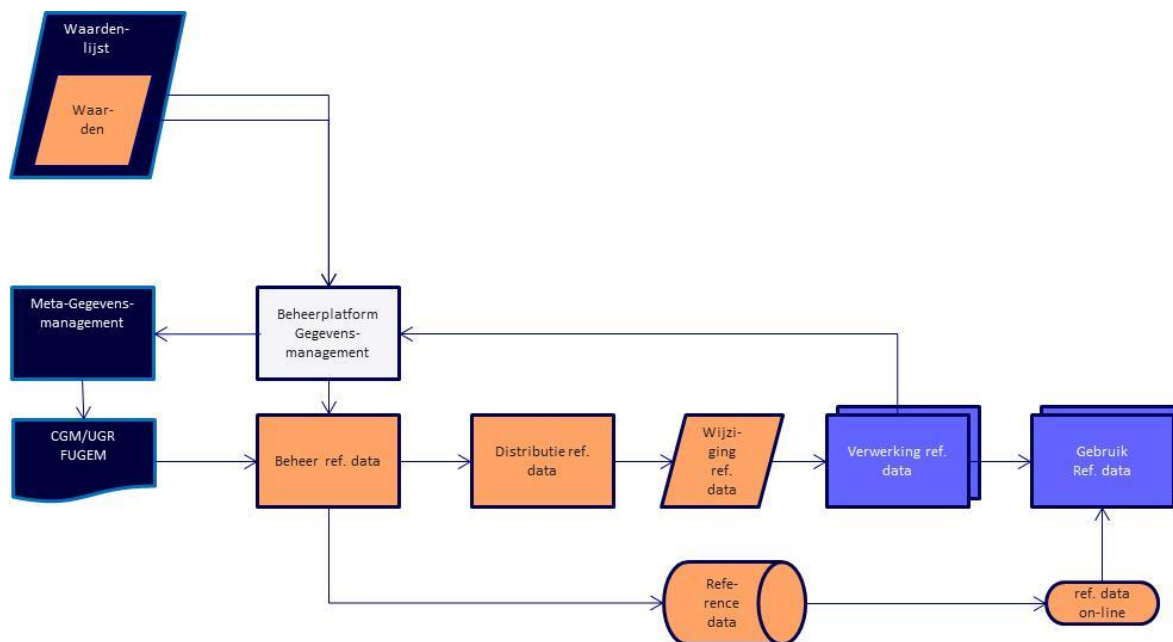 Waarden-
lijst
Waar-
den
Meta-Gegevens-
management
Beheerplatform
Gegevens-
management
CGM/UGR
FUGEM
Beheer ref. data
Distributie ref.
data
Wijzi-
ging
ref.
data
Verwerking ref.
data
Gebruik
Ref. data
Refe-
rence
data
ref. data
on-line